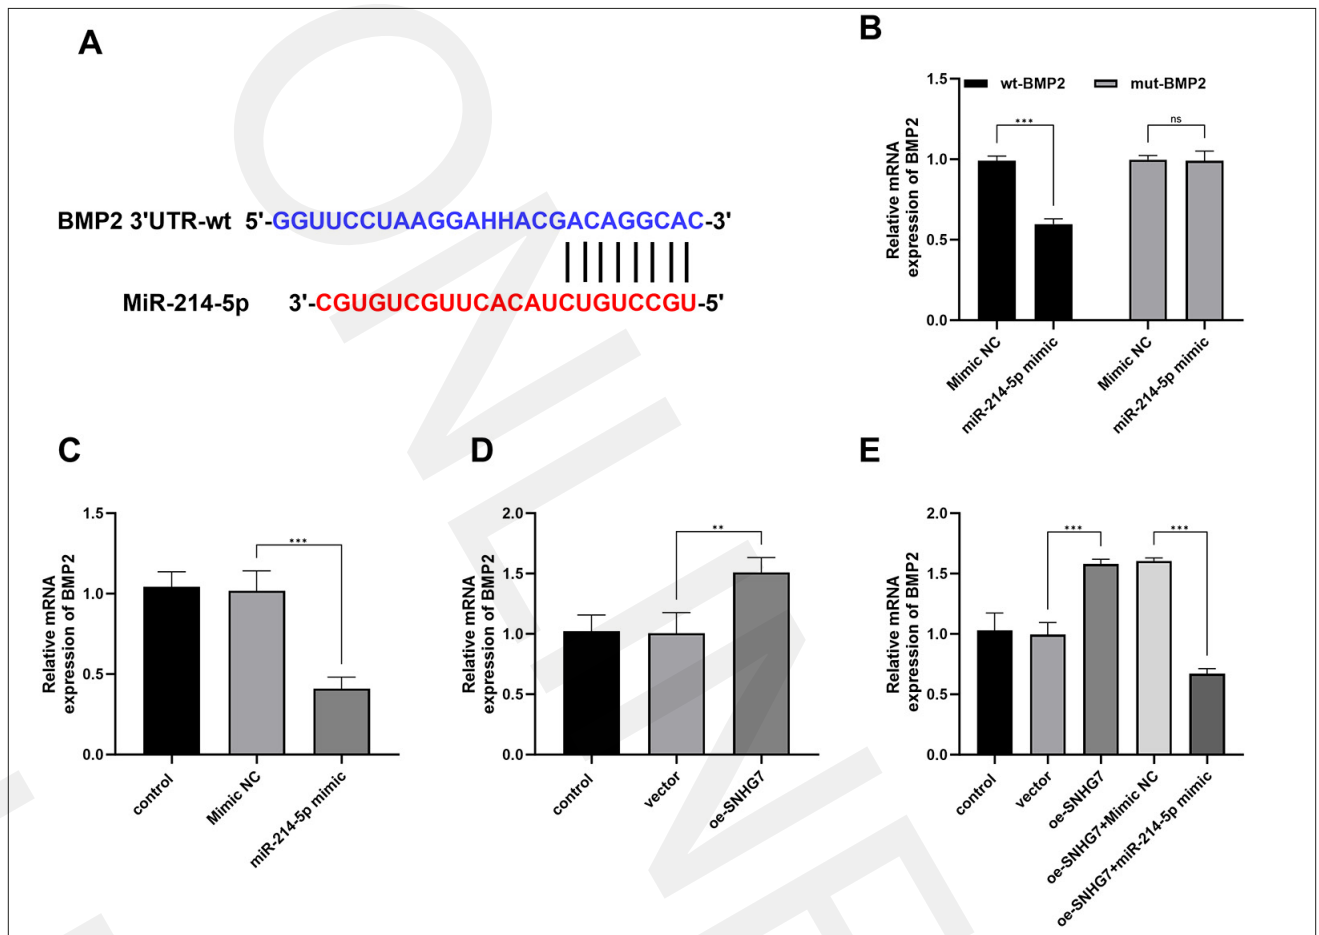 A
BMP2 3'UTR-wt 5'-GGUUCCUAAGGAHHACGACAGGCAC-3'
MiR-214-5p 3'-CGUGUCGUUCACAUCUGUCCGU-5'
B
Relative mRNA
expression of BMP2
1.5
1.0
0.5
0.0
wt-BMP2 mut-BMP2
***
ns
Mimic NC
miR-214-5p mimic
Mimic NC
miR-214-5p mimic
C
Relative mRNA
expression of BMP2
1.5
1.0
0.5
0.0
***
control
Mimic NC
miR-214-5p mimic
D
Relative mRNA
expression of BMP2
2.0
1.5
1.0
0.5
0.0
**
control
vector
oe-SNHG7
E
Relative mRNA
expression of BMP2
2.0
1.5
1.0
0.5
0.0
***
***
control
vector
oe-SNHG7
oe-SNHG7+Mimic NC
oe-SNHG7+miR-214-5p mimic